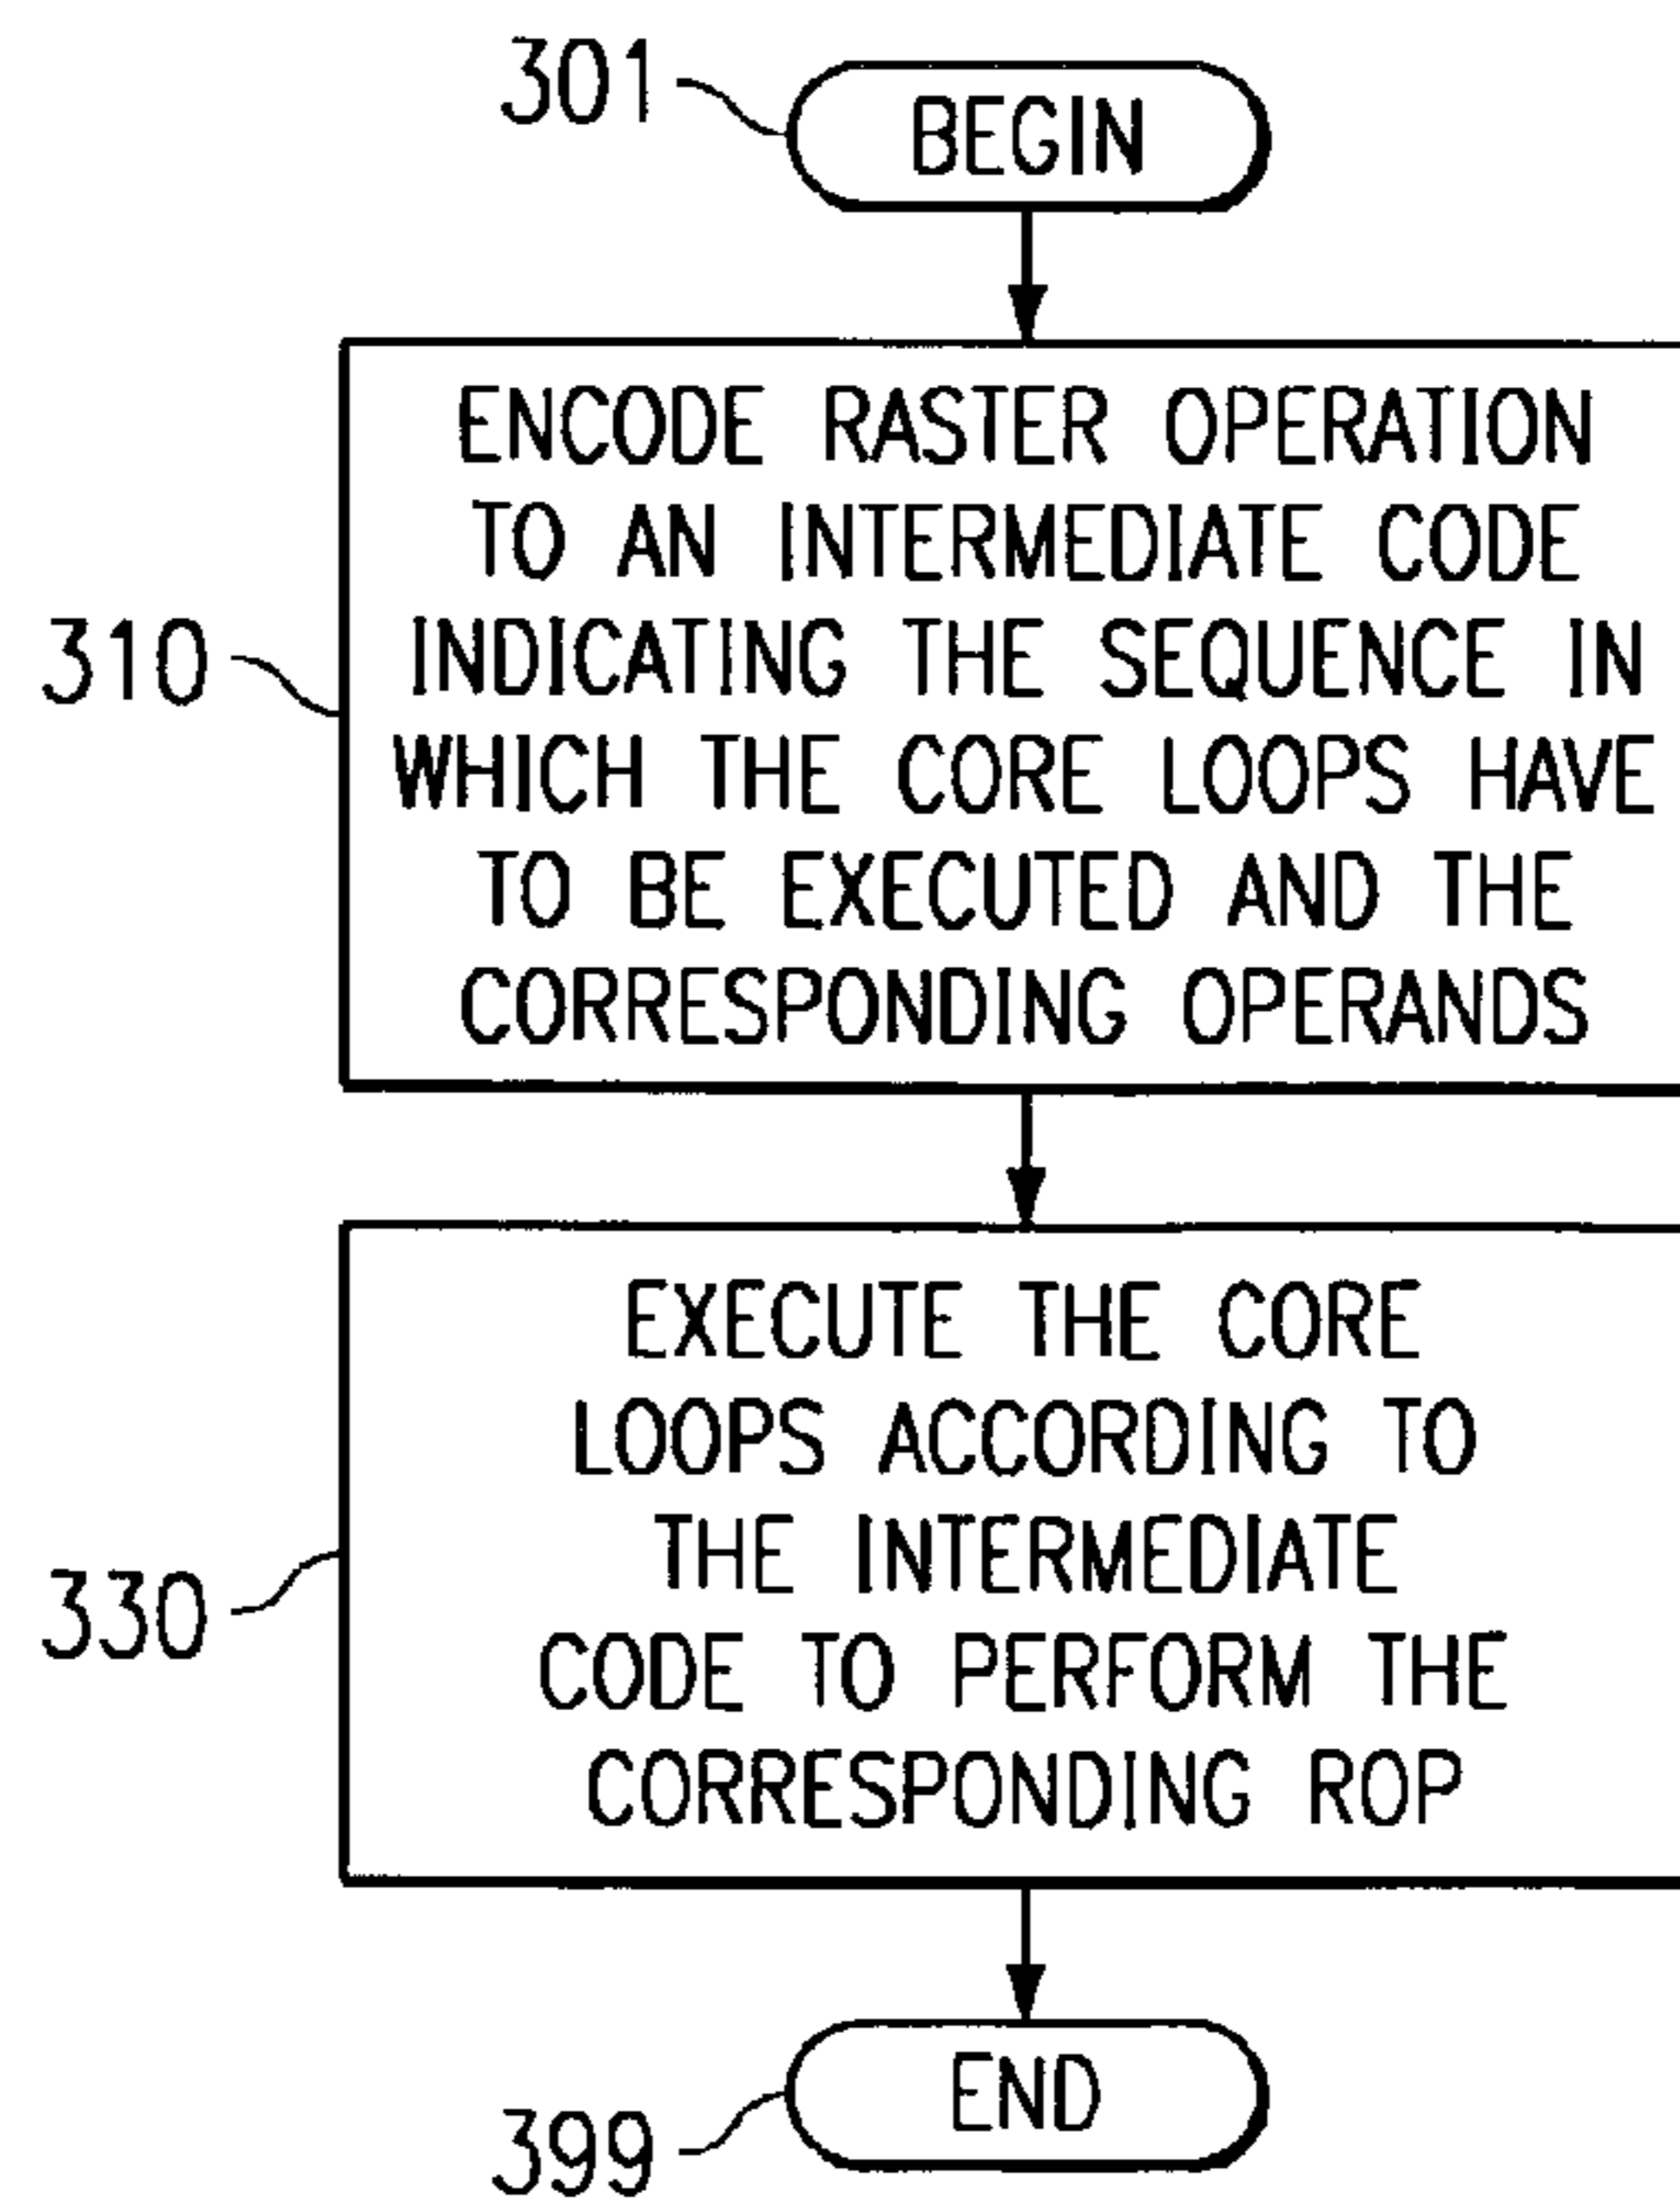 301
BEGIN
ENCODE RASTER OPERATION
TO AN INTERMEDIATE CODE
310
INDICATING THE SEQUENCE IN
WHICH THE CORE LOOPS HAVE
TO BE EXECUTED AND THE
CORRESPONDING OPERANDS
EXECUTE THE CORE
LOOPS ACCORDING TO
THE INTERMEDIATE
330
CODE TO PERFORM THE
CORRESPONDING ROP
END
399